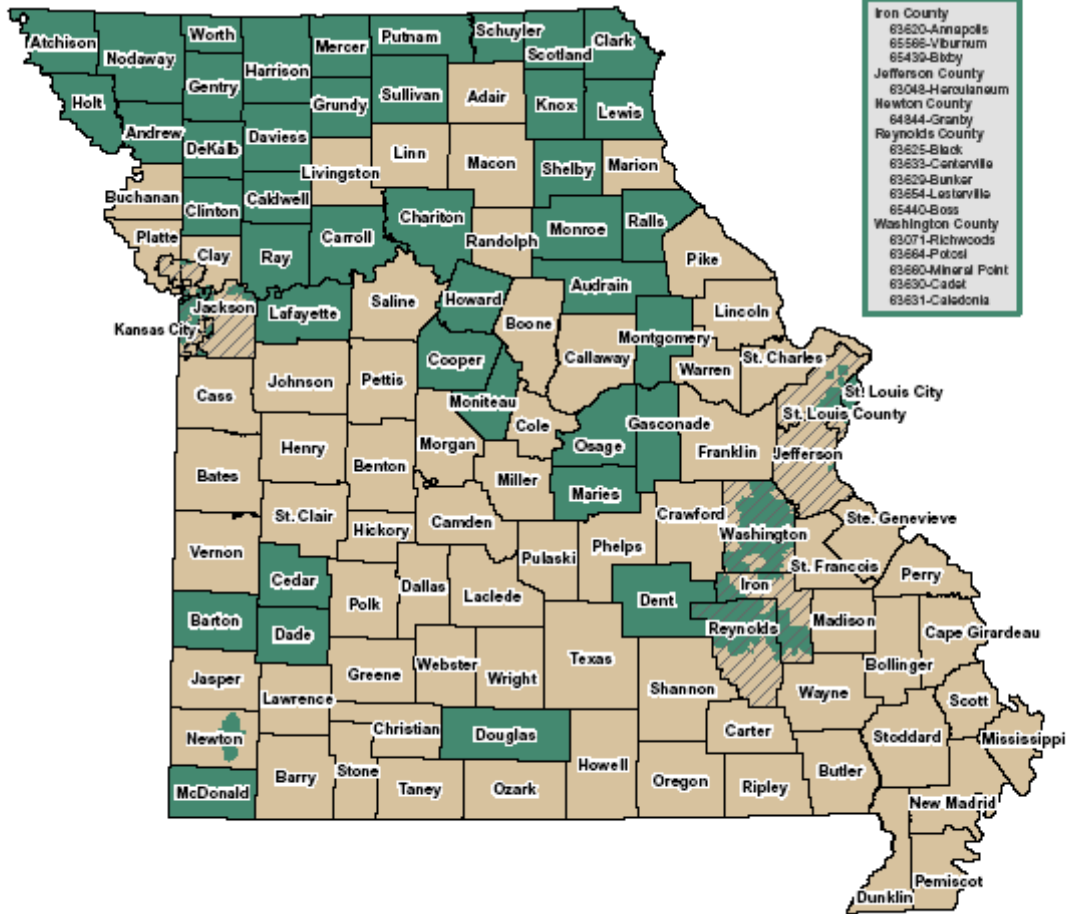 Iron County
63620-Annapolis
65566-Viburnum
65439-Bixby
Jefferson County
63048-Herculaneum
Newton County
64844-Granby
Reynolds County
63625-Black
63633-Centerville
63629-Bunker
63654-Lesterville
65440-Boss
Washington County
63071-Richwoods
63664-Potosi
63660-Mineral Point
63630-Cadet
63631-Caledonia
Atchison
Nodaway
Worth
Harrison
Mercer
Putnam
Schuyler
Scotland
Clark
Holt
Gentry
Grundy
Sullivan
Adair
Knox
Lewis
Andrew
DeKalb
Daviess
Livingston
Linn
Macon
Shelby
Marion
Buchanan
Clinton
Caldwell
Chariton
Randolph
Monroe
Ralls
Platte
Clay
Ray
Carroll
Pike
Kansas City
Jackson
Lafayette
Saline
Howard
Boone
Audrain
Lincoln
Cass
Johnson
Pettis
Cooper
Moniteau
Callaway
Montgomery
Warren
St. Charles
St. Louis City
St. Louis County
Bates
Henry
Benton
Morgan
Cole
Miller
Osage
Gasconade
Franklin
Jefferson
Maries
Vernon
St. Clair
Hickory
Camden
Pulaski
Phelps
Crawford
Washington
Ste. Genevieve
St. Francois
Perry
Barton
Cedar
Dade
Polk
Dallas
Laclede
Dent
Iron
Reynolds
Madison
Bollinger
Cape Girardeau
Jasper
Lawrence
Greene
Webster
Wright
Texas
Shannon
Wayne
Scott
Newton
Christian
Douglas
Howell
Carter
Stoddard
Mississippi
McDonald
Barry
Stone
Taney
Ozark
Oregon
Ripley
Butler
New Madrid
Dunklin
Pemiscot